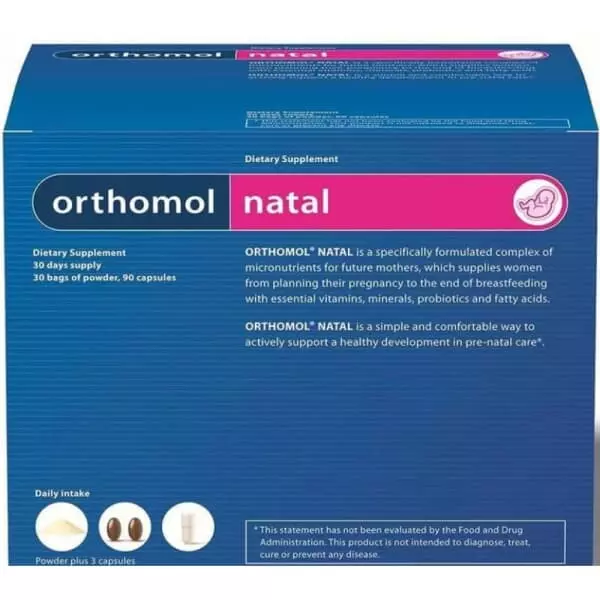 orthomol natal
Dietary Supplement
Dietary Supplement
orthomol natal
Dietary Supplement
30 days supply
30 bags of powder, 90 capsules
ORTHOMOL® NATAL is a specifically formulated complex of
micronutrients for future mothers, which supplies women
from planning their pregnancy to the end of breastfeeding
with essential vitamins, minerals, probiotics and fatty acids.
ORTHOMOL® NATAL is a simple and comfortable way to
actively support a healthy development in pre-natal care*.
Daily intake
Powder plus 3 capsules
* This statement has not been evaluated by the Food and Drug
Administration. This product is not intended to diagnose, treat,
cure or prevent any disease.